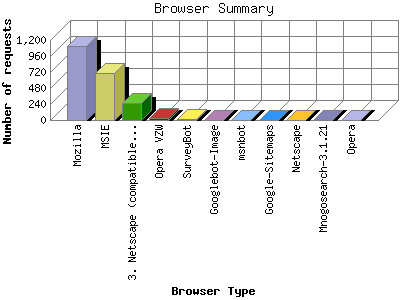 Browser Summary
Number of requests
1,200
960
720
480
240
0
Mozilla
MSIE
3. Netscape (compatible...
Opera VZW
SurveyBot
Googlebot-Image
msnbot
Google-Sitemaps
Netscape
Mnogosearch-3.1.21
Opera
Browser Type